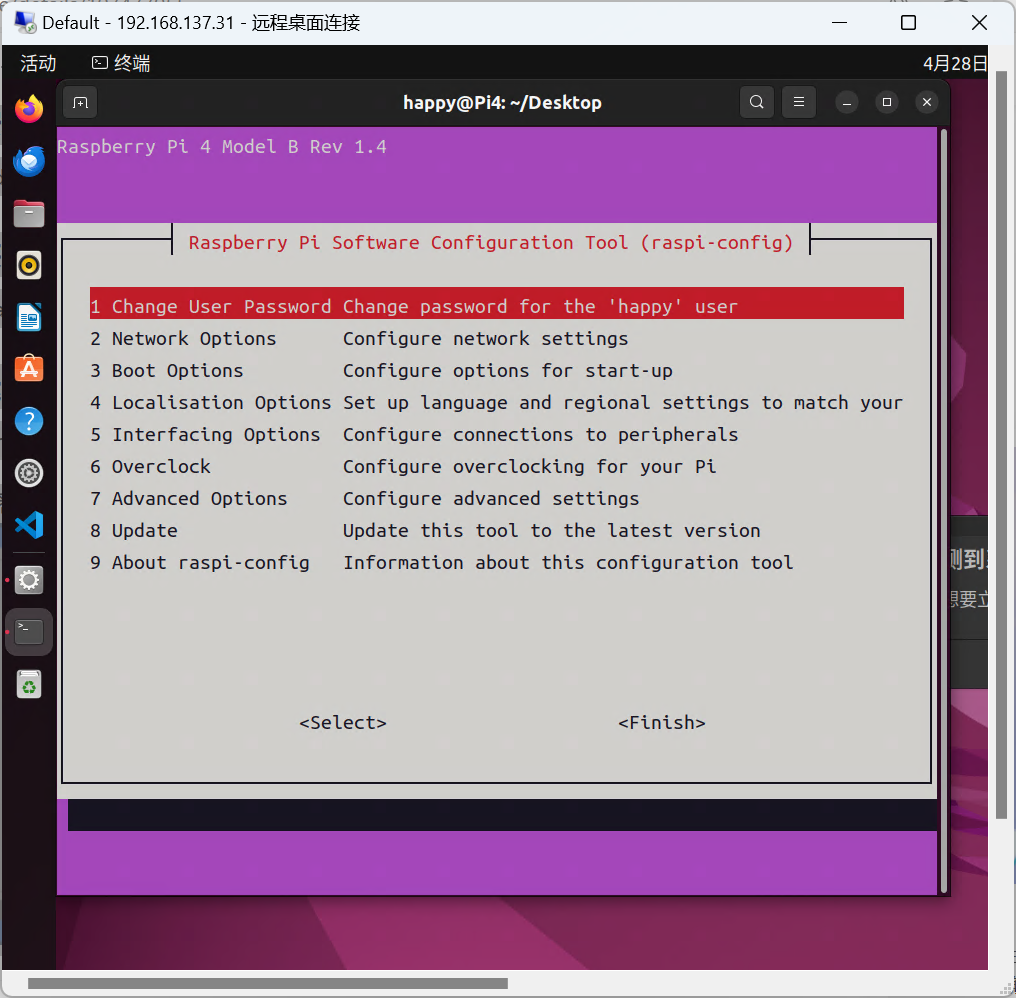 Default - 192.168.137.31 - 远程桌面连接
活动 终端 4月28日
happy@Pi4: ~/Desktop
Raspberry Pi 4 Model B Rev 1.4
Raspberry Pi Software Configuration Tool (raspi-config)
1 Change User Password Change password for the 'happy' user
2 Network Options Configure network settings
3 Boot Options Configure options for start-up
4 Localisation Options Set up language and regional settings to match your
5 Interfacing Options Configure connections to peripherals
6 Overclock Configure overclocking for your Pi
7 Advanced Options Configure advanced settings
8 Update Update this tool to the latest version
9 About raspi-config Information about this configuration tool
测到
想要立
<Select> <Finish>